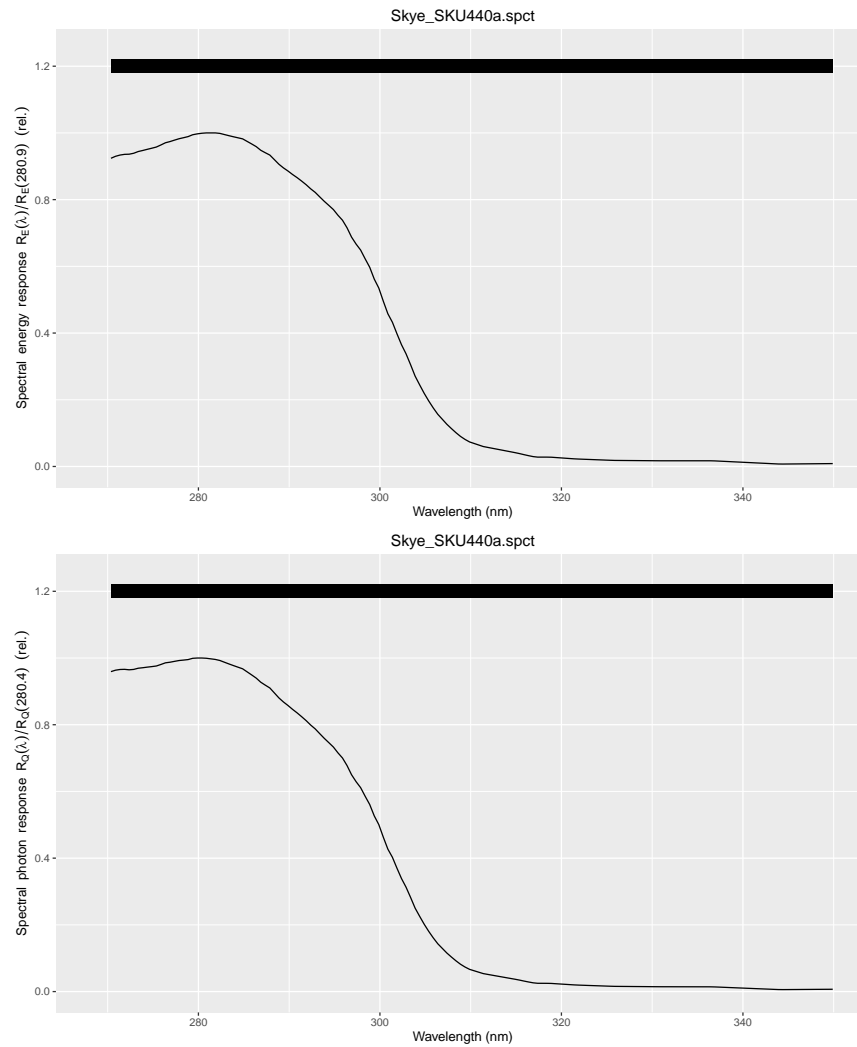 Skye_SKU440a.spct
Spectral energy response R_E(λ)/R_E(280.9) (rel.)
1.2
0.8
0.4
0.0
280 300 320 340
Wavelength (nm)
Skye_SKU440a.spct
Spectral photon response R_Q(λ)/R_Q(280.4) (rel.)
1.2
0.8
0.4
0.0
280 300 320 340
Wavelength (nm)